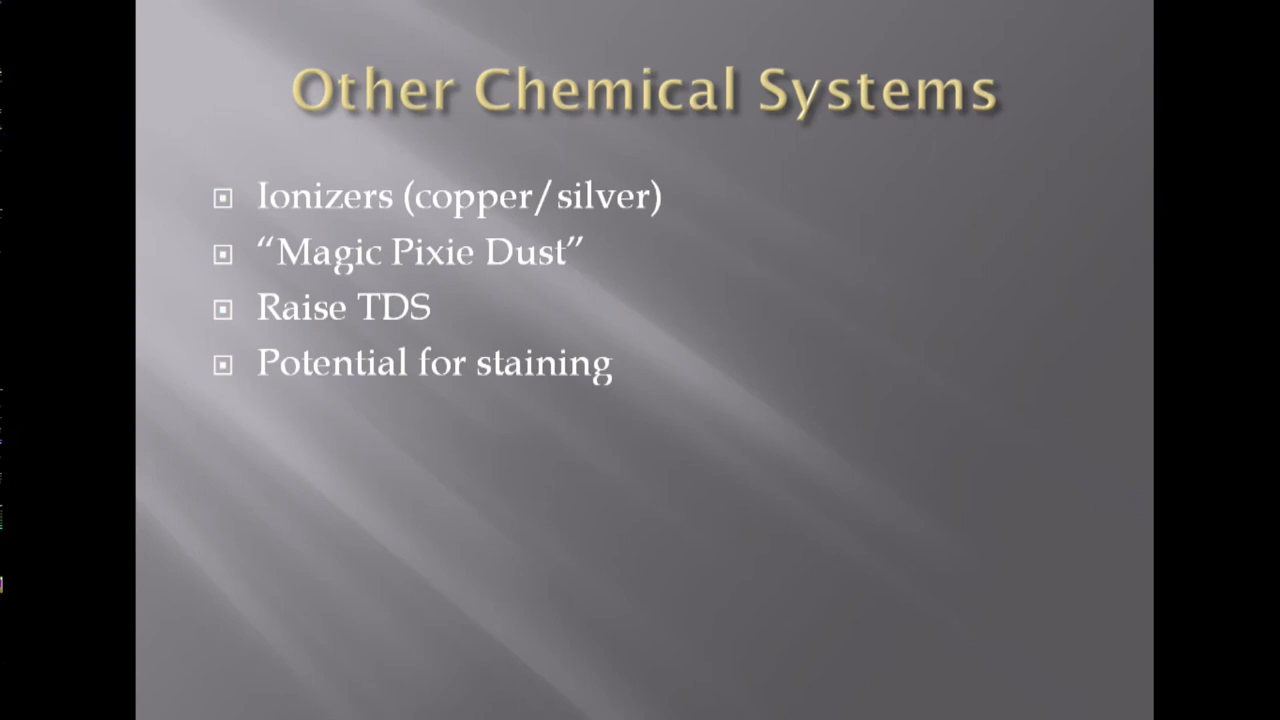 Other Chemical Systems
Ionizers (copper/silver)
“Magic Pixie Dust”
Raise TDS
Potential for staining